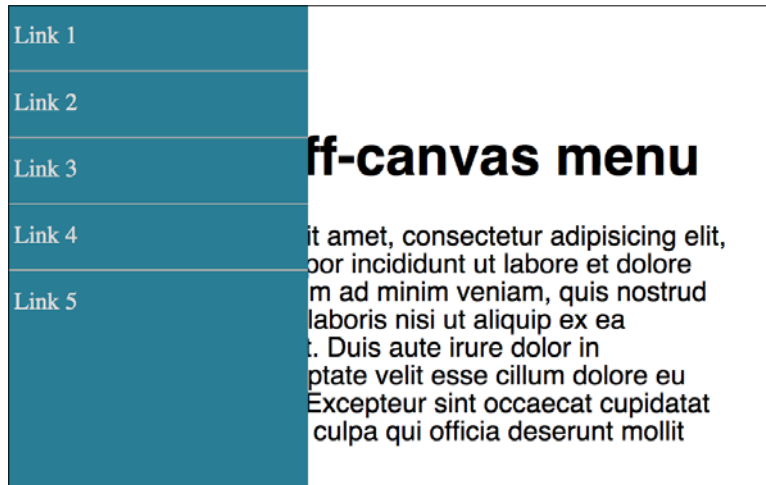 Link 1
Link 2
Link 3
Link 4
Link 5
ff-canvas menu
it amet, consectetur adipisicing elit,
por incididunt ut labore et dolore
m ad minim veniam, quis nostrud
laboris nisi ut aliquip ex ea
t. Duis aute irure dolor in
ptate velit esse cillum dolore eu
Excepteur sint occaecat cupidatat
culpa qui officia deserunt mollit